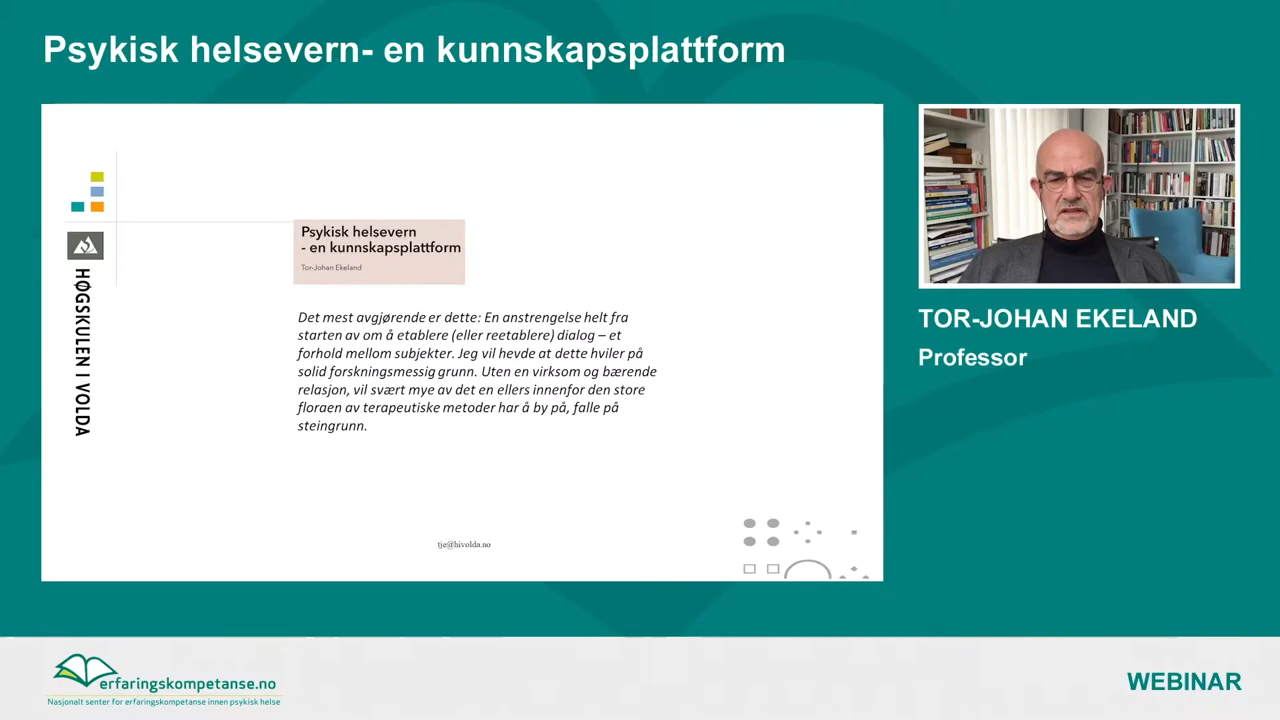 Psykisk helsevern- en kunnskapsplattform
HØGSKULEN I VOLDA
Psykisk helsevern
- en kunnskapsplattform
Tor-Johan Ekeland
Det mest avgjørende er dette: En anstrengelse helt fra
starten av om å etablere (eller reetablere) dialog – et
forhold mellom subjekter. Jeg vil hevde at dette hviler på
solid forskningsmessig grunn. Uten en virksom og bærende
relasjon, vil svært mye av det en ellers innenfor den store
floraen av terapeutiske metoder har å by på, falle på
steingrunn.
tje@hivolda.no
TOR-JOHAN EKELAND
Professor
erfaringskompetanse.no
Nasjonalt senter for erfaringskompetanse innen psykisk helse
WEBINAR